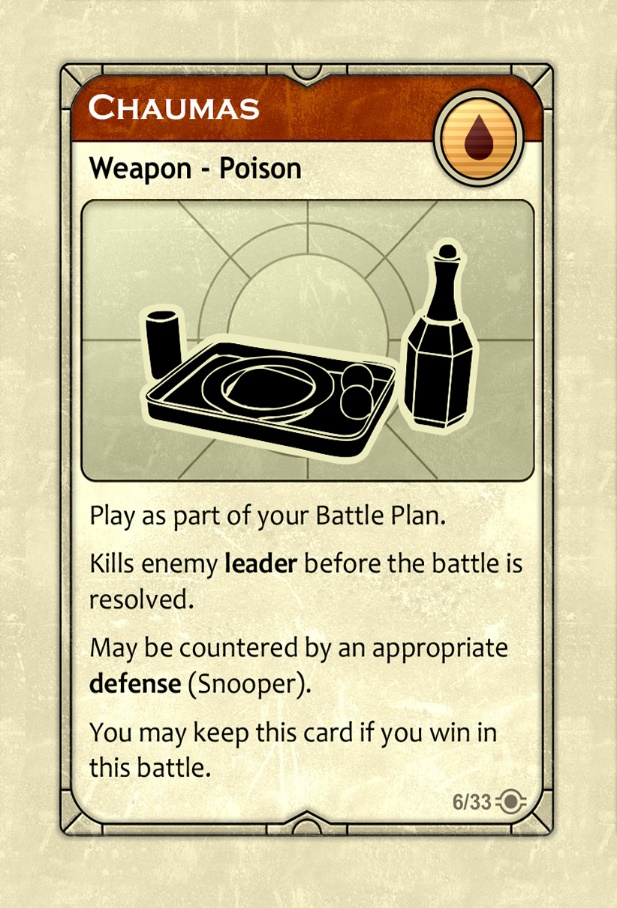 CHAUMAS
Weapon - Poison
Play as part of your Battle Plan.
Kills enemy leader before the battle is
resolved.
May be countered by an appropriate
defense (Snooper).
You may keep this card if you win in
this battle.
6/33